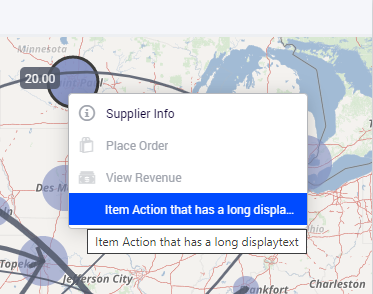 Minnesota
20.00
Supplier Info
Place Order
View Revenue
Des M
Item Action that has a long displa...
Item Action that has a long displaytext
Topek
Jefferson City
Frankfort
Charleston